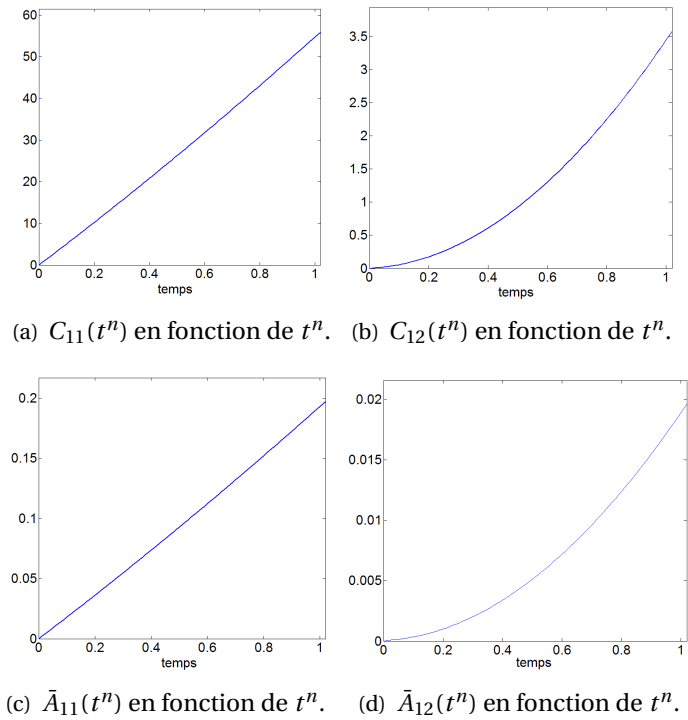 60
50
40
30
20
10
0
0 0.2 0.4 0.6 0.8 1
temps
3.5
3
2.5
2
1.5
1
0.5
0
0 0.2 0.4 0.6 0.8 1
temps
(a) C₁₁(tⁿ) en fonction de tⁿ.
(b) C₁₂(tⁿ) en fonction de tⁿ.
0.2
0.15
0.1
0.05
0
0 0.2 0.4 0.6 0.8 1
temps
0.02
0.015
0.01
0.005
0
0 0.2 0.4 0.6 0.8 1
temps
(c) Ā₁₁(tⁿ) en fonction de tⁿ.
(d) Ā₁₂(tⁿ) en fonction de tⁿ.